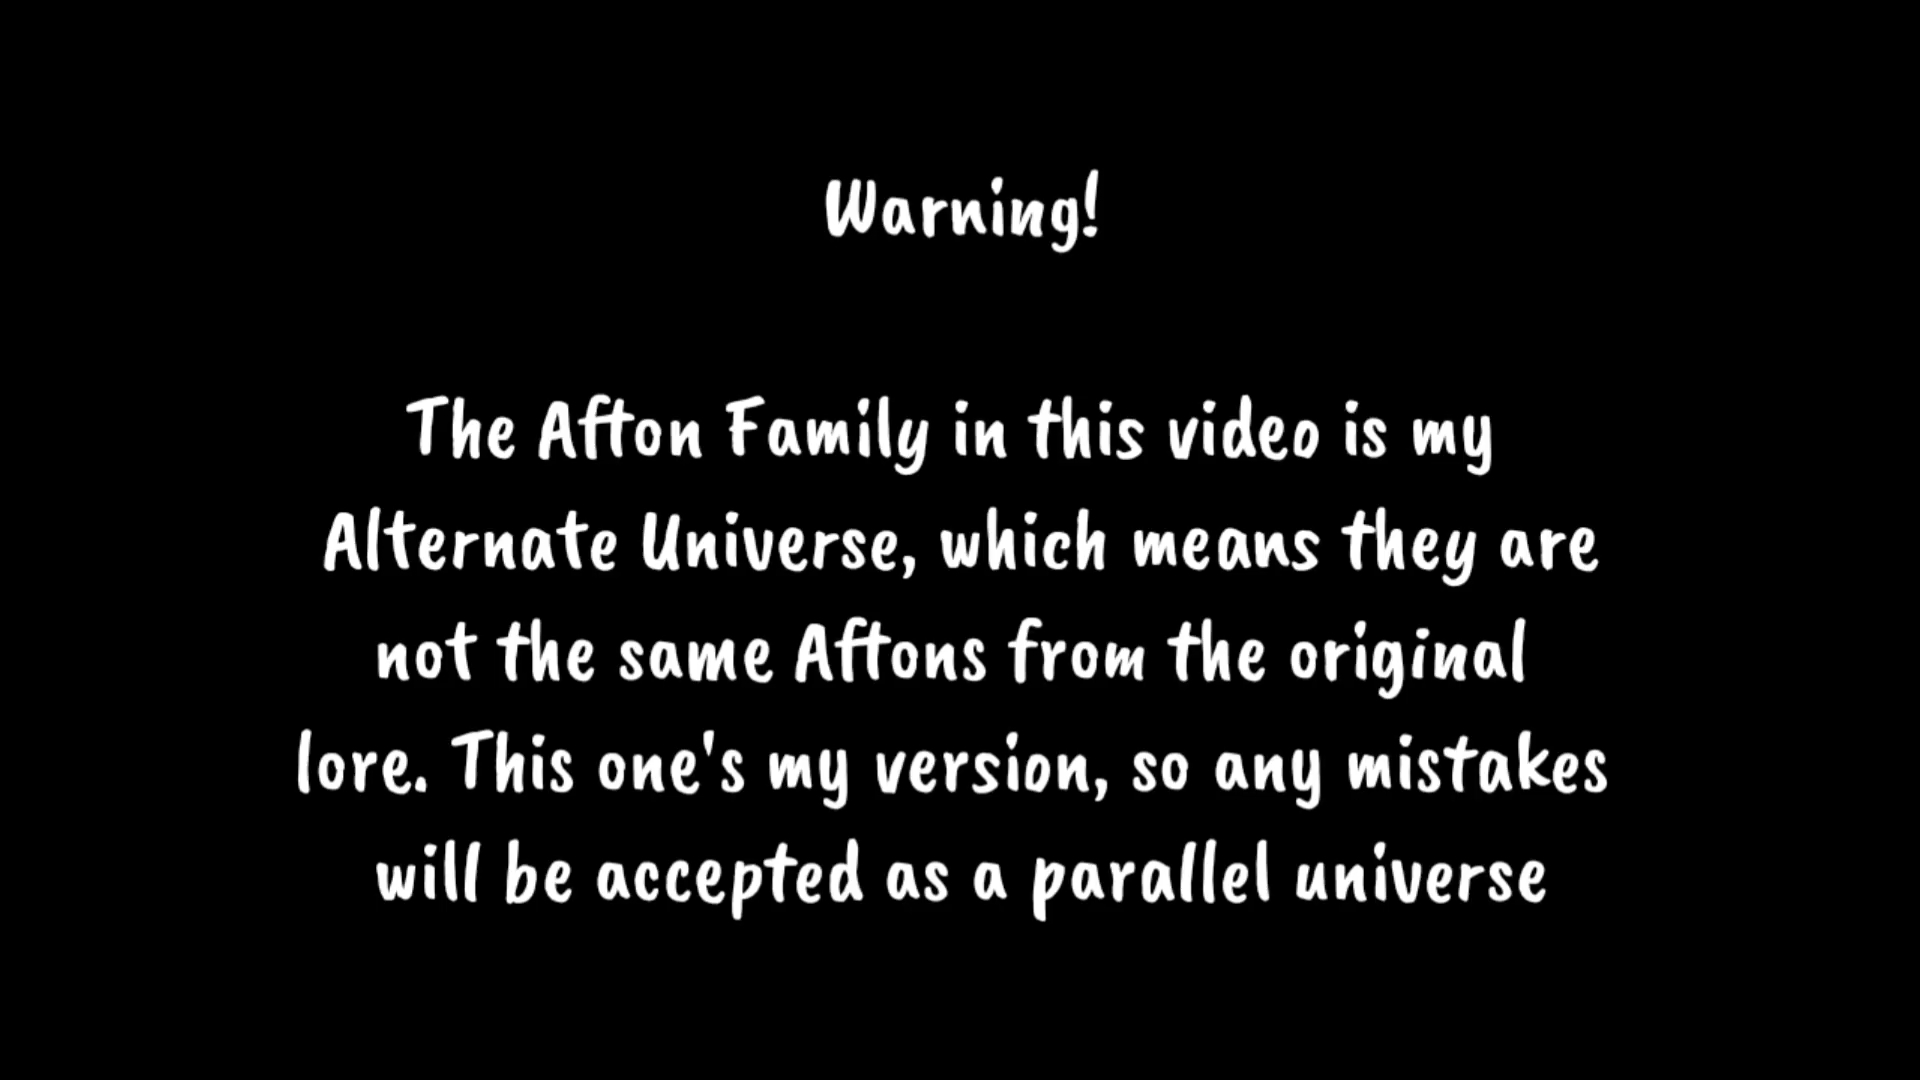 Warning!
The Afton Family in this video is my
Alternate Universe, which means they are
not the same Aftons from the original
lore. This one's my version, so any mistakes
will be accepted as a parallel universe